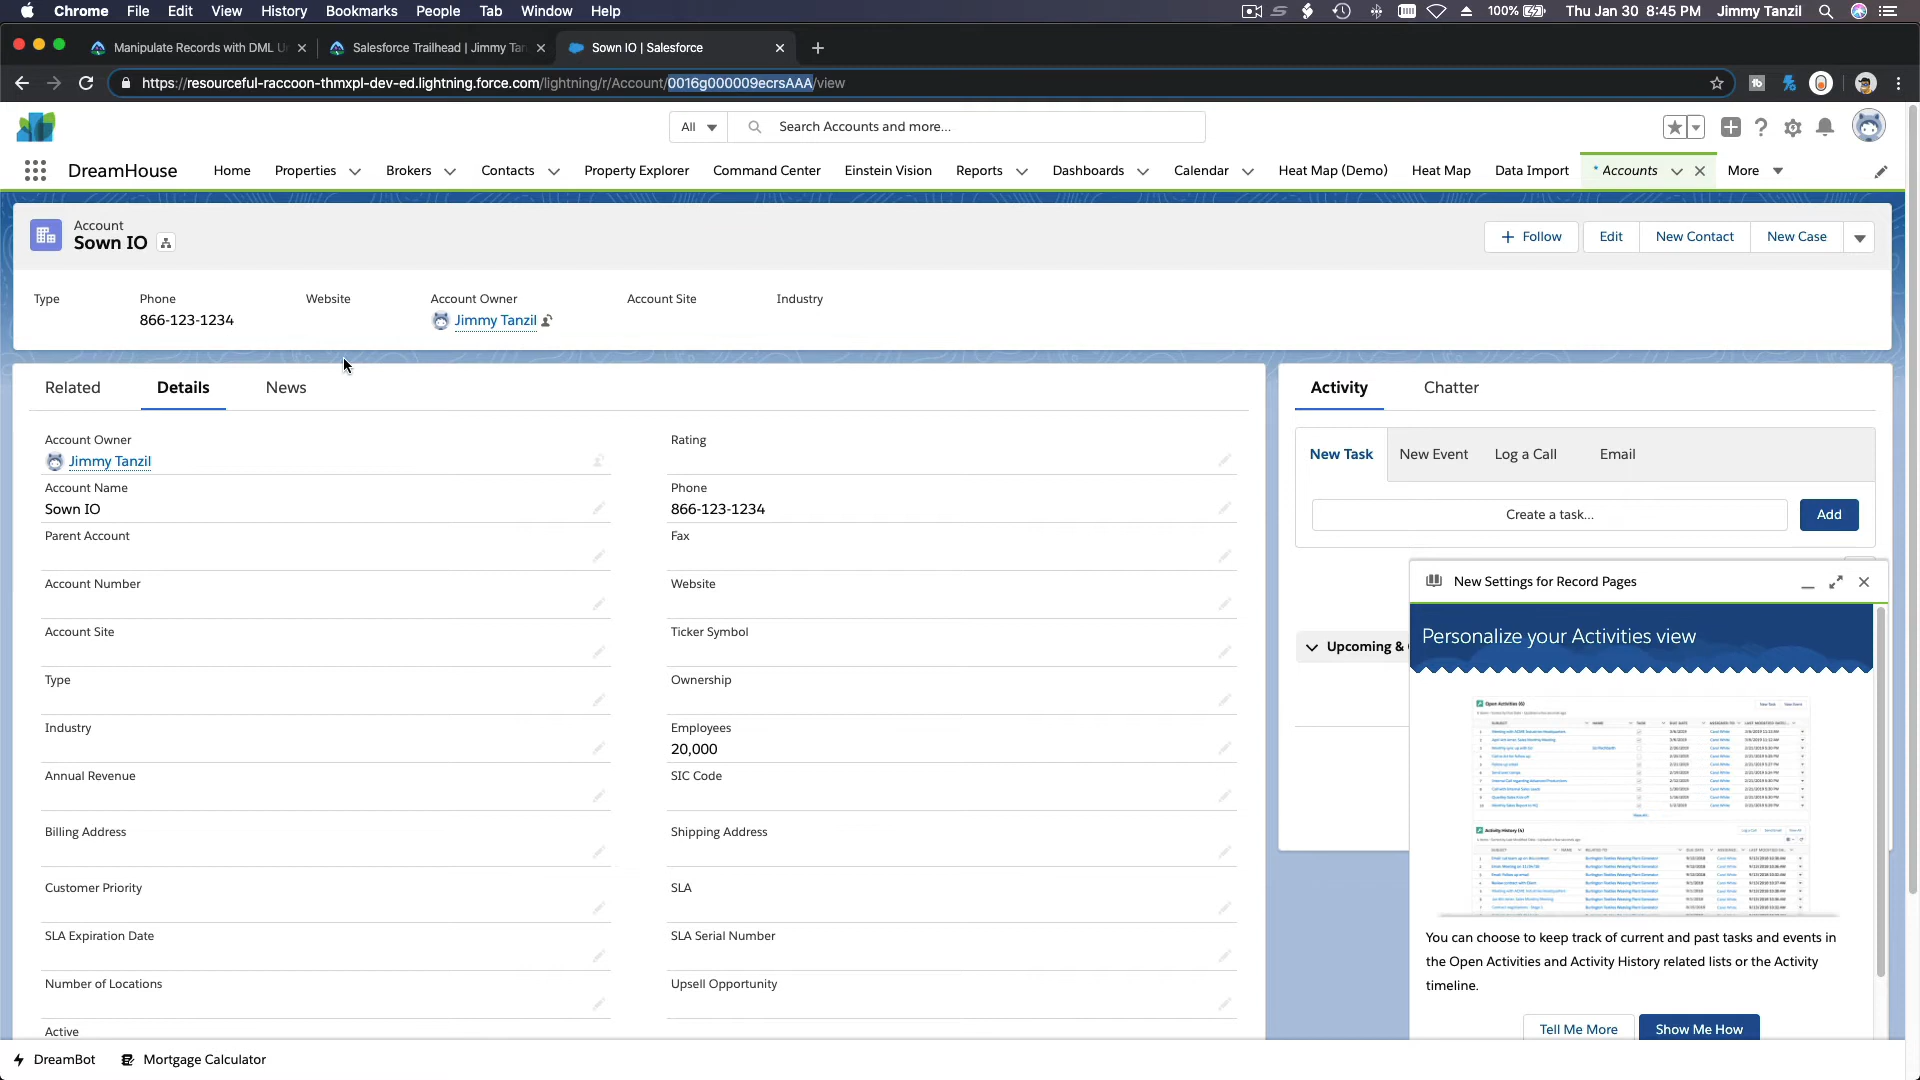 Chrome File Edit View History Bookmarks People Tab Window Help
100% Thu Jan 30 8:45 PM Jimmy Tanzil
Manipulate Records with DML Un
Salesforce Trailhead | Jimmy Tan
Sown IO | Salesforce
https://resourceful-raccoon-thmxpl-dev-ed.lightning.force.com/lightning/r/Account/0016g000009ecrsAAA/view
All Search Accounts and more...
DreamHouse Home Properties Brokers Contacts Property Explorer Command Center Einstein Vision Reports Dashboards Calendar Heat Map (Demo) Heat Map Data Import * Accounts More
Account
Sown IO
Follow Edit New Contact New Case
Type Phone Website Account Owner Account Site Industry
866-123-1234 Jimmy Tanzil
Related Details News
Account Owner
Jimmy Tanzil
Rating
Account Name
Sown IO
Phone
866-123-1234
Parent Account
Fax
Account Number
Website
Account Site
Ticker Symbol
Type
Ownership
Industry
Employees
20,000
Annual Revenue
SIC Code
Billing Address
Shipping Address
Customer Priority
SLA
SLA Expiration Date
SLA Serial Number
Number of Locations
Upsell Opportunity
Active
Activity Chatter
New Task New Event Log a Call Email
Create a task... Add
Upcoming &
New Settings for Record Pages
Personalize your Activities view
Open Activities (6)
Activity History (4)
You can choose to keep track of current and past tasks and events in
the Open Activities and Activity History related lists or the Activity
timeline.
Tell Me More Show Me How
DreamBot Mortgage Calculator